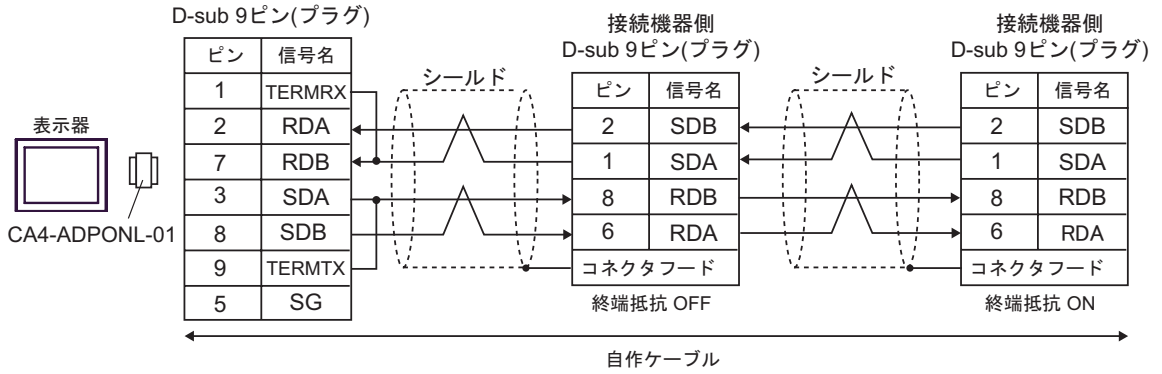 D-sub 9ピン(プラグ)
ピン 信号名
1 TERMRX
2 RDA
7 RDB
3 SDA
8 SDB
9 TERMTX
5 SG
表示器
CA4-ADPONL-01
シールド
接続機器側
D-sub 9ピン(プラグ)
ピン 信号名
2 SDB
1 SDA
8 RDB
6 RDA
コネクタフード
終端抵抗 OFF
シールド
接続機器側
D-sub 9ピン(プラグ)
ピン 信号名
2 SDB
1 SDA
8 RDB
6 RDA
コネクタフード
終端抵抗 ON
自作ケーブル